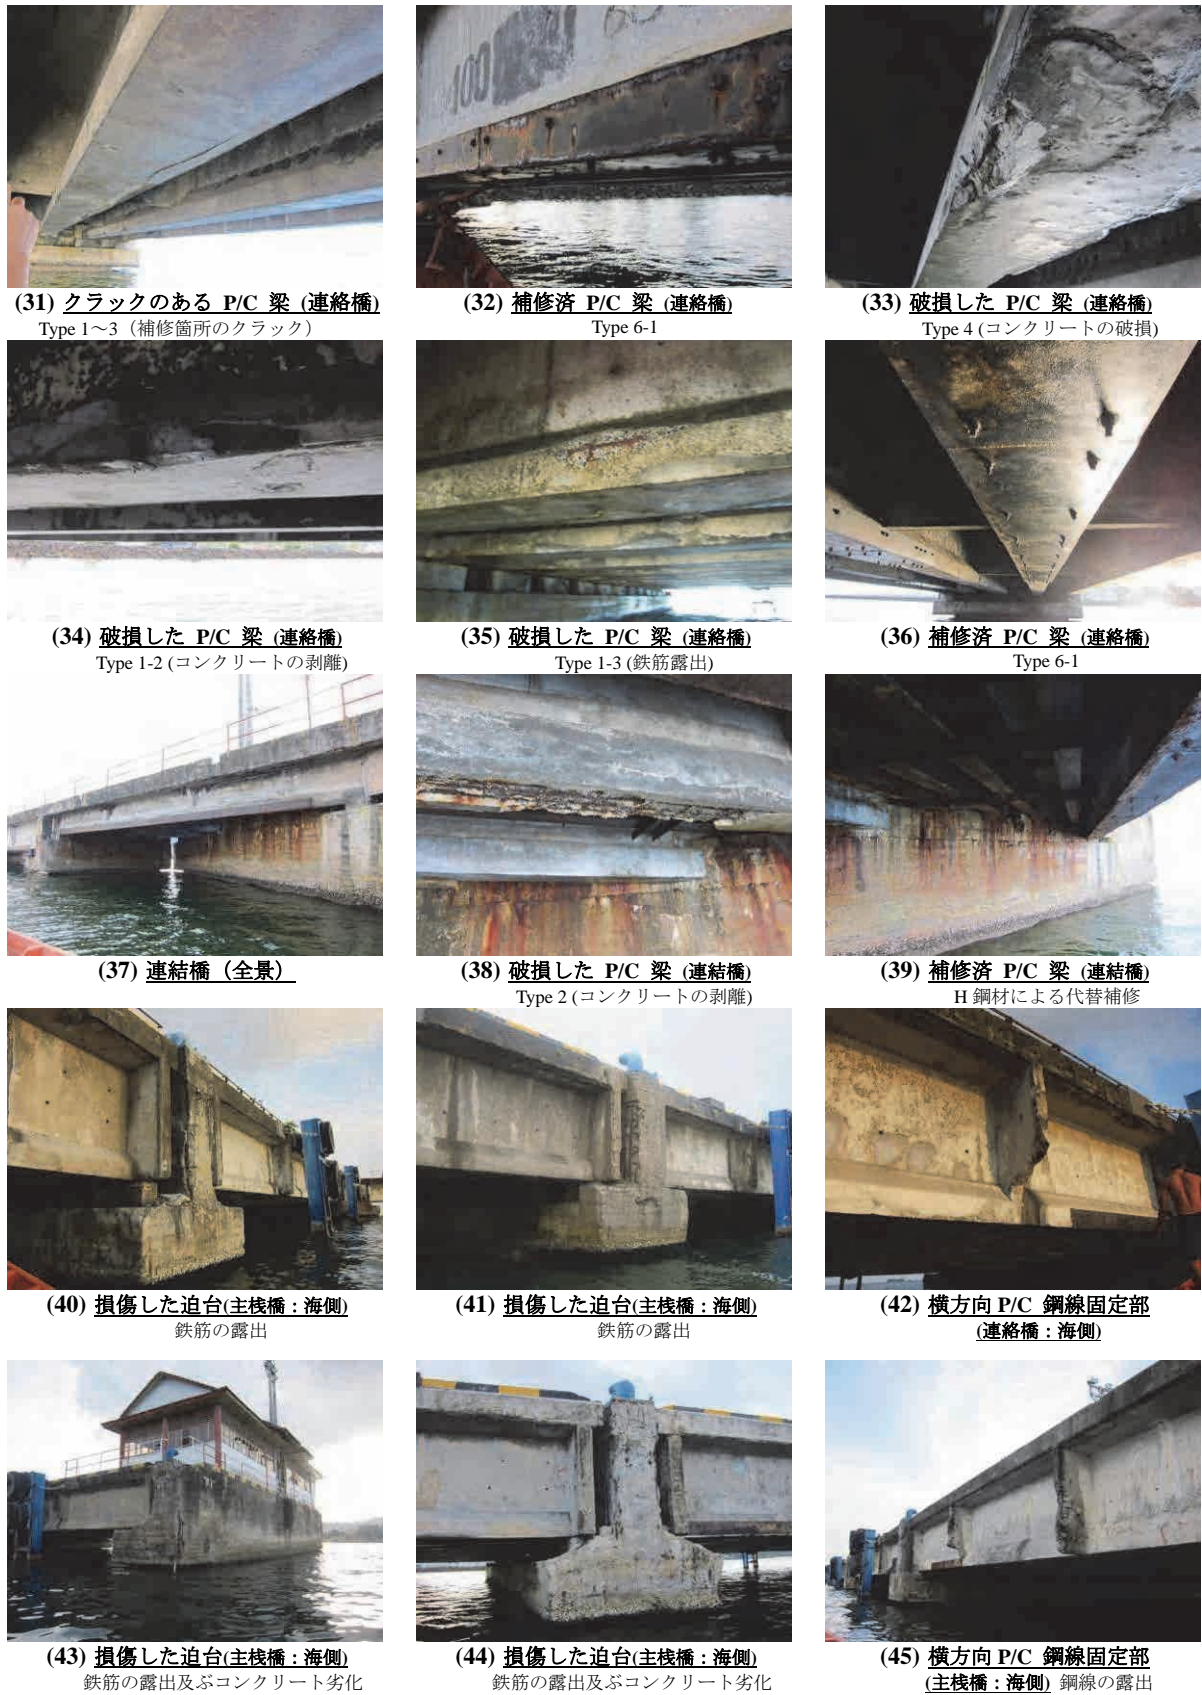 100
(31) クラックのある P/C 梁 (連絡橋)
Type 1～3（補修箇所のクラック）
(32) 補修済 P/C 梁 (連絡橋)
Type 6-1
(33) 破損した P/C 梁 (連絡橋)
Type 4 (コンクリートの破損)
(34) 破損した P/C 梁 (連絡橋)
Type 1-2 (コンクリートの剥離)
(35) 破損した P/C 梁 (連絡橋)
Type 1-3 (鉄筋露出)
(36) 補修済 P/C 梁 (連絡橋)
Type 6-1
(37) 連結橋（全景）
(38) 破損した P/C 梁 (連結橋)
Type 2 (コンクリートの剥離)
(39) 補修済 P/C 梁 (連結橋)
H 鋼材による代替補修
(40) 損傷した迫台(主桟橋：海側)
鉄筋の露出
(41) 損傷した迫台(主桟橋：海側)
鉄筋の露出
(42) 横方向 P/C 鋼線固定部
(連絡橋：海側)
(43) 損傷した迫台(主桟橋：海側)
鉄筋の露出及ぶコンクリート劣化
(44) 損傷した迫台(主桟橋：海側)
鉄筋の露出及ぶコンクリート劣化
(45) 横方向 P/C 鋼線固定部
(主桟橋：海側) 鋼線の露出